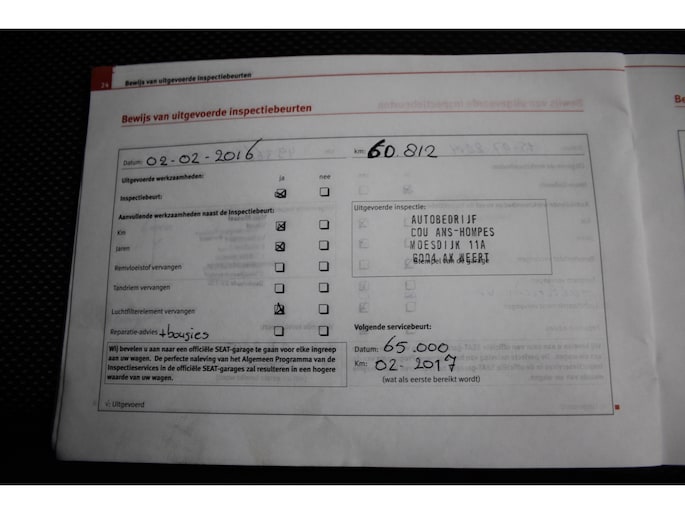 24
Bewijs van uitgevoerde inspectiebeurten
Bewijs van uitgevoerde inspectiebeurten
Datum: 02-02-2016
km: 60.812
Uitgevoerde werkzaamheden: ja nee
Inspectiebeurt:
Aanvullende werkzaamheden naast de Inspectiebeurt:
Km
Jaren
Remvloeistof vervangen
Tandriem vervangen
Luchtfilterelement vervangen
Reparatie-advies + bougies
Wij bevelen u aan naar een officiële SEAT-garage te gaan voor elke ingreep
aan uw wagen. De perfecte naleving van het Algemeen Programma van de
Inspectieservices in de officiële SEAT-garages zal resulteren in een hogere
waarde van uw wagen.
√: Uitgevoerd
Uitgevoerde inspectie:
AUTOBEDRIJF
COU ANS-HOMPES
MOESDIJK 11A
6004 AX WEERT
Stempel van de garage
Volgende servicebeurt:
Datum: 65.000
Km: 02-2017
(wat als eerste bereikt wordt)